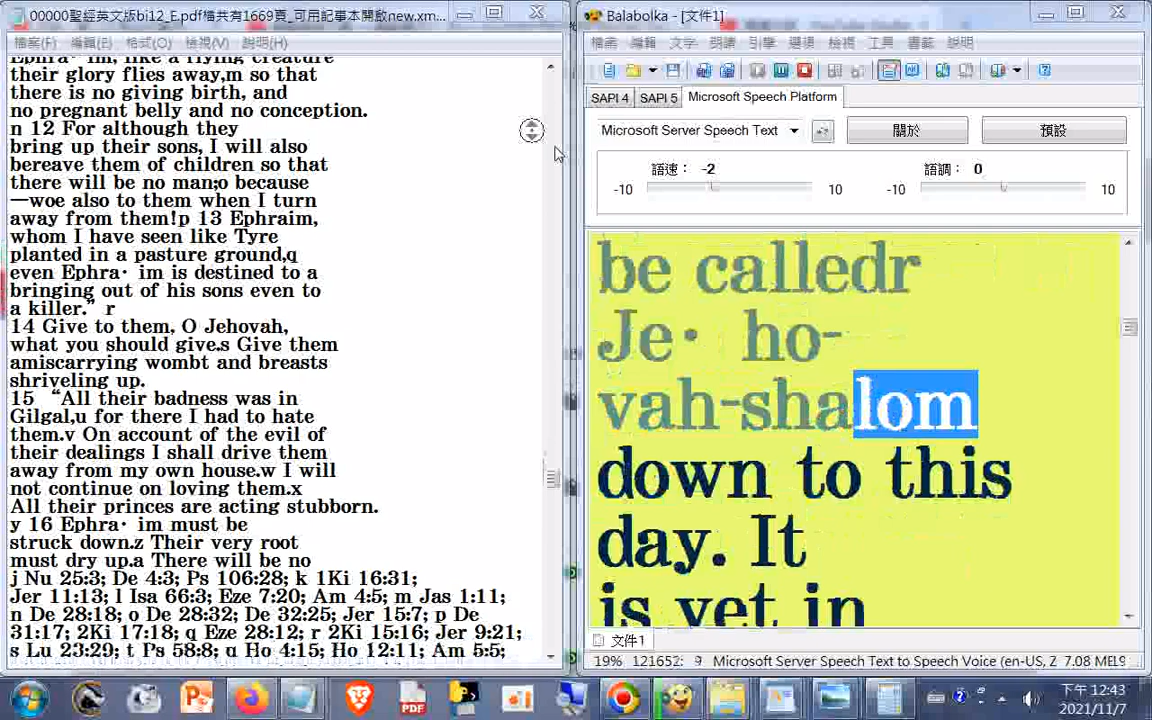 00000聖經英文版bi12_E.pdf檔共有1669頁_可用記事本開啟new.xm...
檔案(F) 編輯(E) 格式(O) 檢視(V) 說明(H)
Ephra· im, like a flying creature
their glory flies away,m so that
there is no giving birth, and
no pregnant belly and no conception.
n 12 For although they
bring up their sons, I will also
bereave them of children so that
there will be no man;o because
—woe also to them when I turn
away from them!p 13 Ephraim,
whom I have seen like Tyre
planted in a pasture ground,q
even Ephra· im is destined to a
bringing out of his sons even to
a killer.” r
14 Give to them, O Jehovah,
what you should give.s Give them
amiscarrying wombt and breasts
shriveling up.
15 “All their badness was in
Gilgal,u for there I had to hate
them.v On account of the evil of
their dealings I shall drive them
away from my own house.w I will
not continue on loving them.x
All their princes are acting stubborn.
y 16 Ephra· im must be
struck down.z Their very root
must dry up.a There will be no
j Nu 25:3; De 4:3; Ps 106:28; k 1Ki 16:31;
Jer 11:13; l Isa 66:3; Eze 7:20; Am 4:5; m Jas 1:11;
n De 28:18; o De 28:32; De 32:25; Jer 15:7; p De
31:17; 2Ki 17:18; q Eze 28:12; r 2Ki 15:16; Jer 9:21;
s Lu 23:29; t Ps 58:8; u Ho 4:15; Ho 12:11; Am 5:5;
Balabolka - [文件1]
檔案 編輯 文字 朗讀 引擎 選項 檢視 工具 書籤 說明
SAPI 4 SAPI 5 Microsoft Speech Platform
Microsoft Server Speech Text 關於 預設
語速： -2 語調： 0
-10 10 -10 10
be calledr
Je· ho-
vah-shalom
down to this
day. It
is yet in
文件1
19% 121652: 9 Microsoft Server Speech Text to Speech Voice (en-US, Z 7.08 MEL9
PDF
下午 12:43
2021/11/7